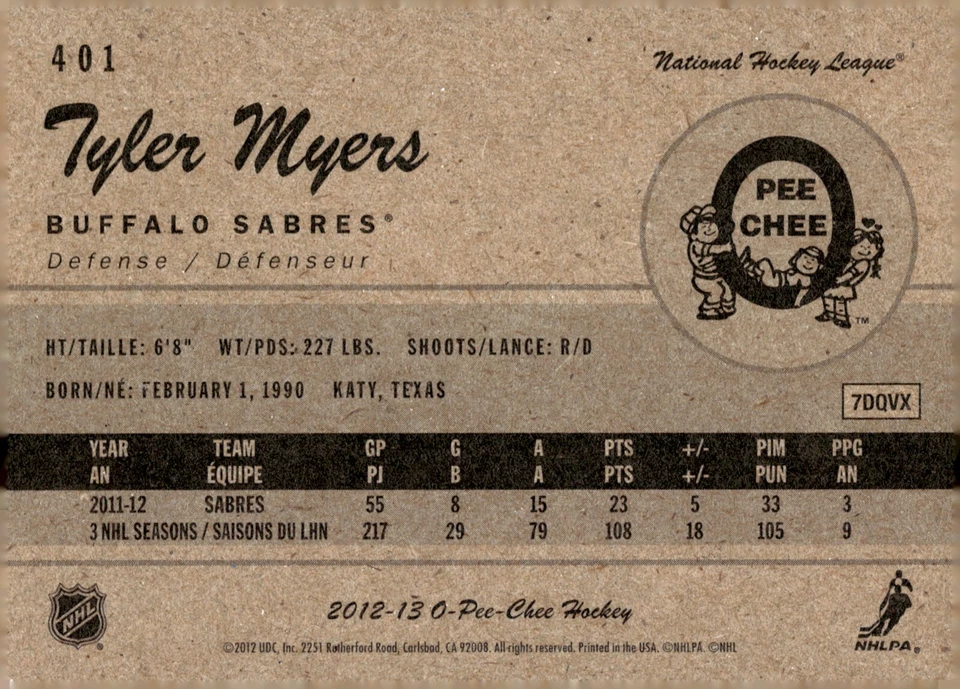 401
National Hockey League®
Tyler Myers
BUFFALO SABRES®
Defense / Défenseur
PEE
CHEE
TM
HT/TAILLE: 6'8" WT/PDS: 227 LBS. SHOOTS/LANCE: R/D
BORN/NÉ: FEBRUARY 1, 1990 KATY, TEXAS
7DQVX
YEAR TEAM GP G A PTS +/- PIM PPG
AN ÉQUIPE PJ B A PTS +/- PUN AN
2011-12 SABRES 55 8 15 23 5 33 3
3 NHL SEASONS / SAISONS DU LHN 217 29 79 108 18 105 9
NHL ®
2012-13 O-Pee-Chee Hockey
NHLPA®
©2012 UDC, Inc. 2251 Rutherford Road, Carlsbad, CA 92008. All rights reserved. Printed in the USA. ©NHLPA. ©NHL